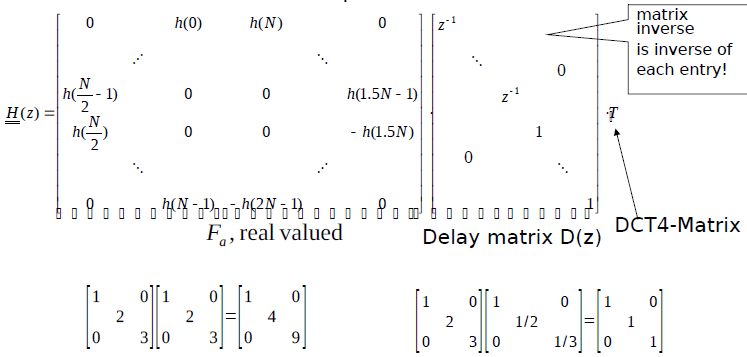 0 h(0) h(N) 0
z⁻¹
matrix
inverse
is inverse of
each entry!
⋱ ⋰ ⋱ 0
h(N/2 - 1) 0 0 h(1.5N - 1)
z⁻¹
H(z) =
· T
h(N/2) 0 0 - h(1.5N)
1
⋱ ⋰ 0 ⋱
0 h(N - 1) - h(2N - 1) 0
1
DCT4-Matrix
Fₐ, real valued
Delay matrix D(z)
[1 0; 2; 0 3] [1 0; 2; 0 3] = [1 0; 4; 0 9]
[1 0; 2; 0 3] [1 0; 1/2; 0 1/3] = [1 0; 1; 0 1]